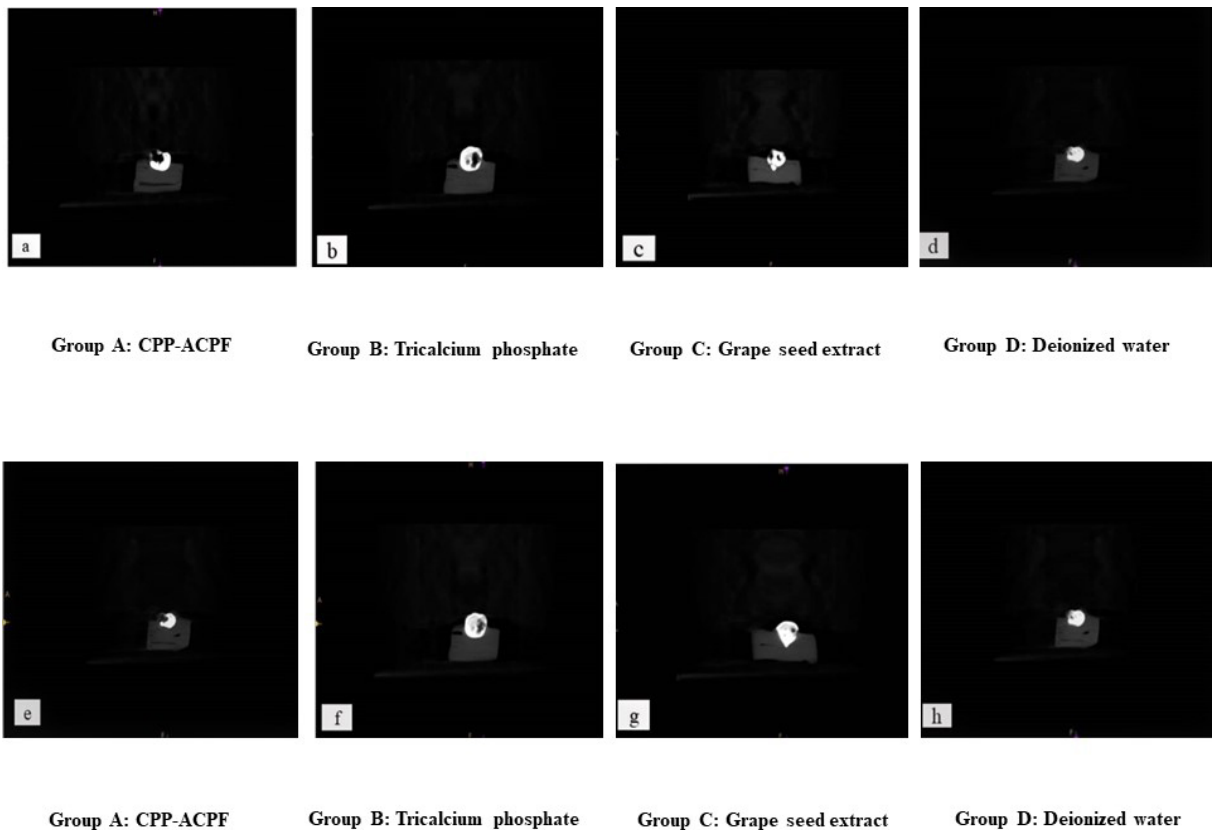 a
b
c
d
Group A: CPP-ACPF
Group B: Tricalcium phosphate
Group C: Grape seed extract
Group D: Deionized water
e
f
g
h
Group A: CPP-ACPF
Group B: Tricalcium phosphate
Group C: Grape seed extract
Group D: Deionized water